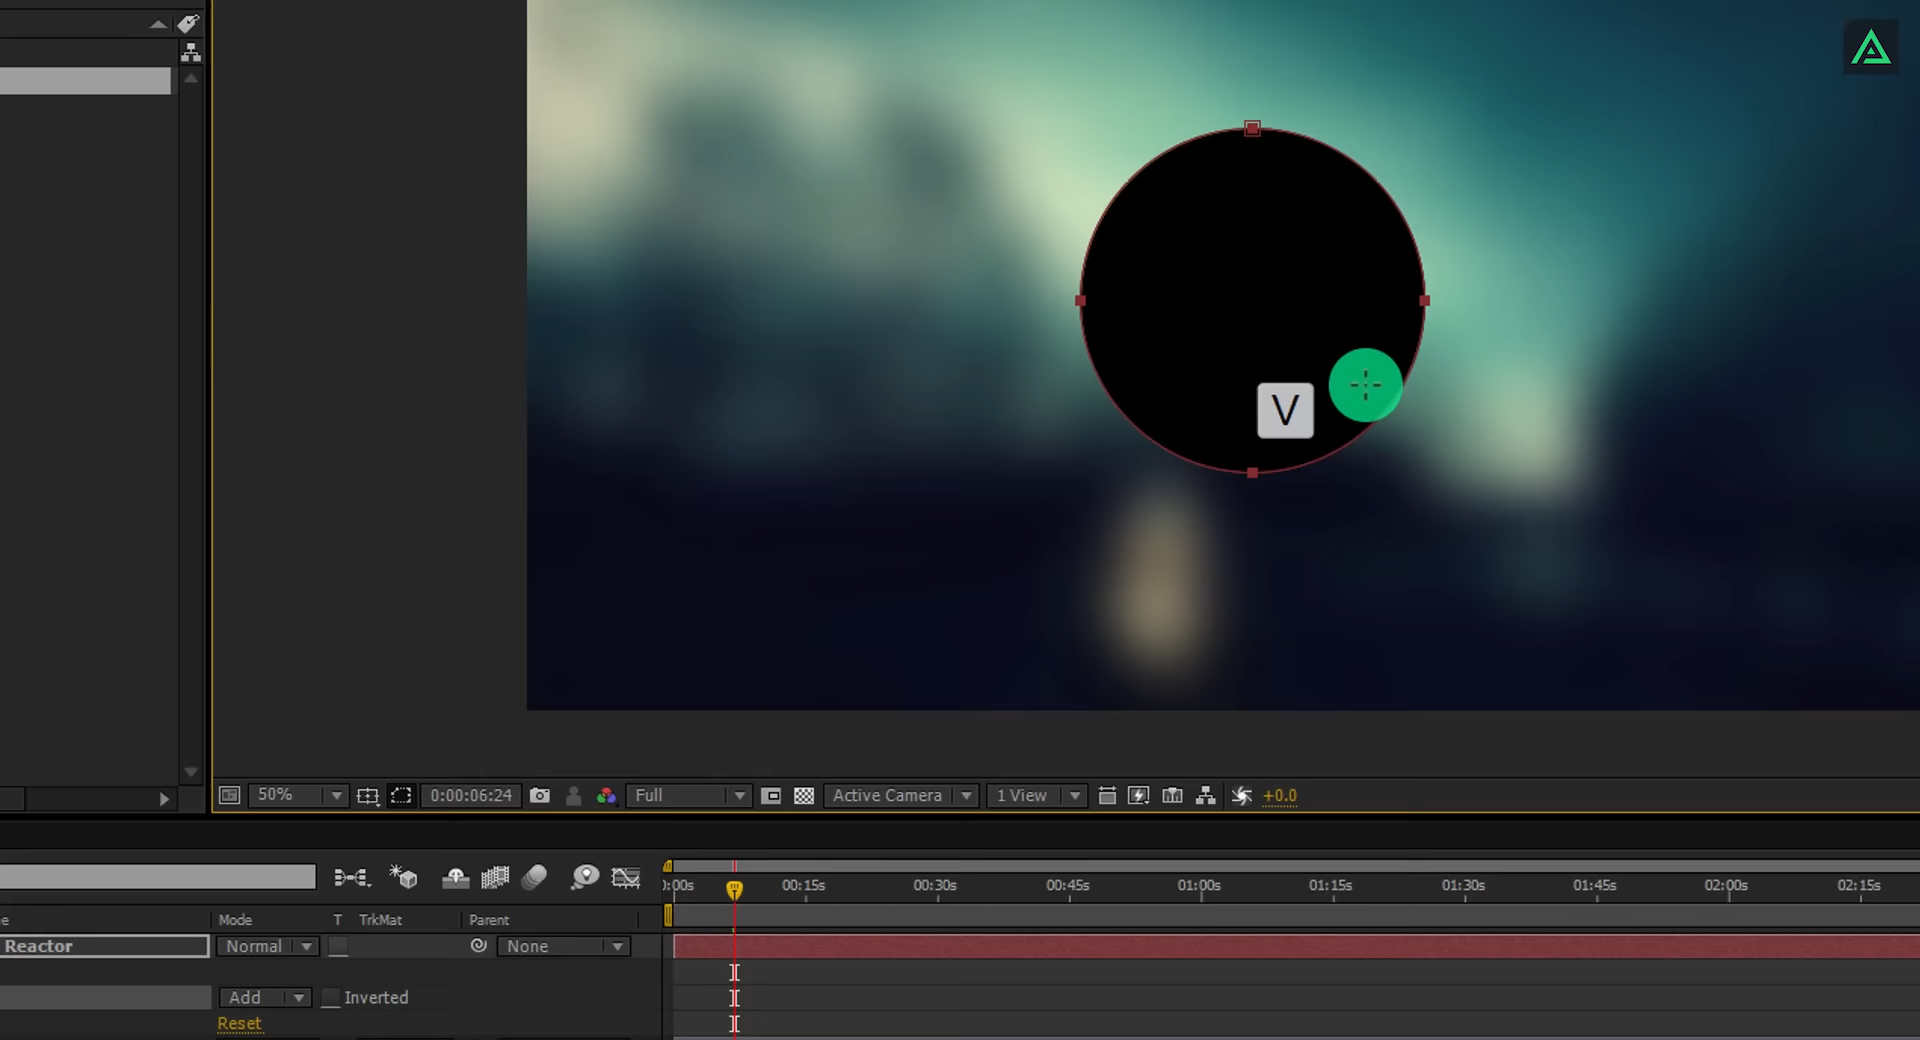 V
50%
0:00:06:24
Full
Active Camera
1 View
+0.0
00:15s
00:30s
00:45s
01:00s
01:15s
01:30s
01:45s
02:00s
02:15s
Mode
T
TrkMat
Parent
Reactor
Normal
None
Add
Inverted
Reset